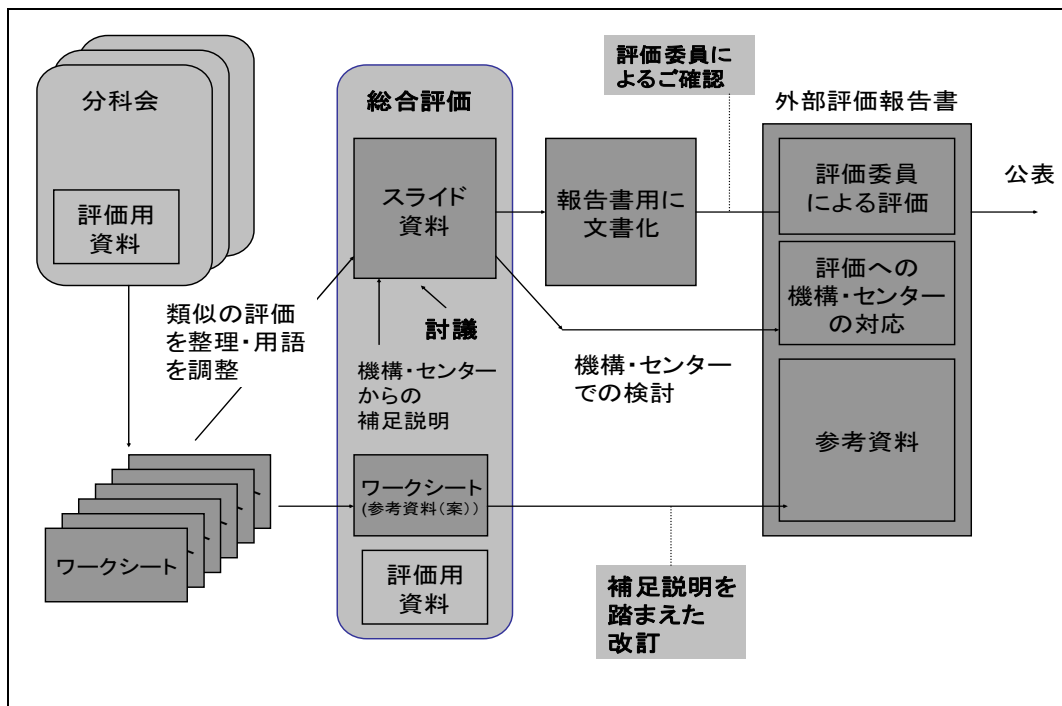 分科会
評価用
資料
類似の評価
を整理・用語
を調整
ト
ト
ワークシート
総合評価
スライド
資料
討議
機構・センター
からの
補足説明
ワークシート
(参考資料(案))
評価用
資料
報告書用に
文書化
評価委員に
よるご確認
機構・センター
での検討
補足説明を
踏まえた
改訂
外部評価報告書
評価委員
による評価
評価への
機構・センター
の対応
参考資料
公表